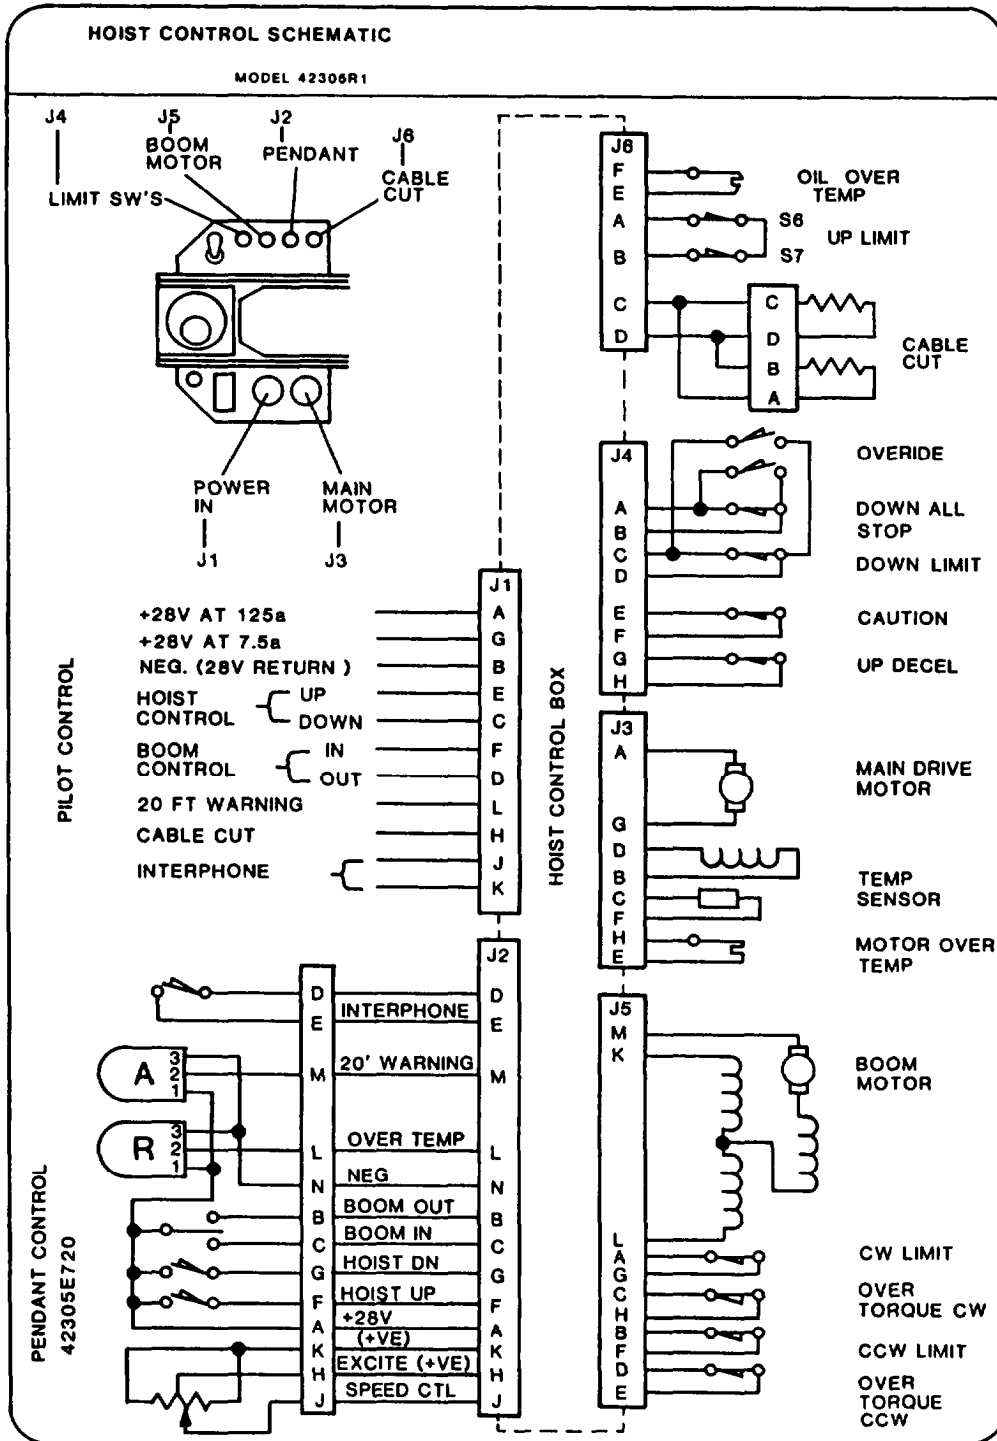 HOIST CONTROL SCHEMATIC
MODEL 42305R1
J4
J5
BOOM
MOTOR
J2
PENDANT
J6
CABLE
CUT
LIMIT SW'S
POWER
IN
J1
MAIN
MOTOR
J3
PILOT CONTROL
+28V AT 125a
+28V AT 7.5a
NEG. (28V RETURN )
HOIST
CONTROL
UP
DOWN
BOOM
CONTROL
IN
OUT
20 FT WARNING
CABLE CUT
INTERPHONE
J1
A
G
B
E
C
F
D
L
H
J
K
HOIST CONTROL BOX
PENDANT CONTROL
42305E720
A
3
2
1
R
3
2
1
D
E
M
L
N
B
C
G
F
A
K
H
J
INTERPHONE
20' WARNING
OVER TEMP
NEG
BOOM OUT
BOOM IN
HOIST DN
HOIST UP
+28V
(+VE)
EXCITE (+VE)
SPEED CTL
J2
D
E
M
L
N
B
C
G
F
A
K
H
J
J6
F
E
A
B
C
D
OIL OVER
TEMP
S6
UP LIMIT
S7
C
D
B
A
CABLE
CUT
J4
A
B
C
D
E
F
G
H
OVERIDE
DOWN ALL
STOP
DOWN LIMIT
CAUTION
UP DECEL
J3
A
G
D
B
C
F
H
E
MAIN DRIVE
MOTOR
TEMP
SENSOR
MOTOR OVER
TEMP
J5
M
K
L
A
G
C
H
B
F
D
E
BOOM
MOTOR
CW LIMIT
OVER
TORQUE CW
CCW LIMIT
OVER
TORQUE
CCW